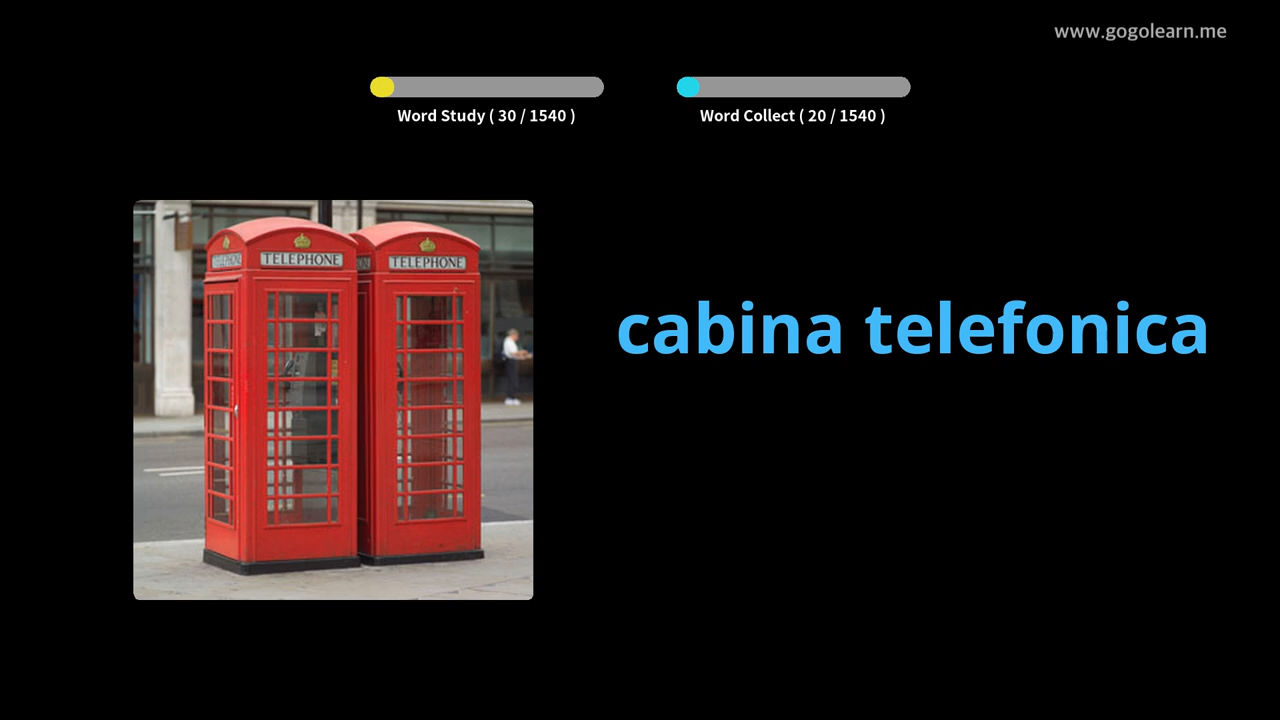 www.gogolearn.me
Word Study ( 30 / 1540 )
Word Collect ( 20 / 1540 )
TELEPHONE
TELEPHONE
cabina telefonica